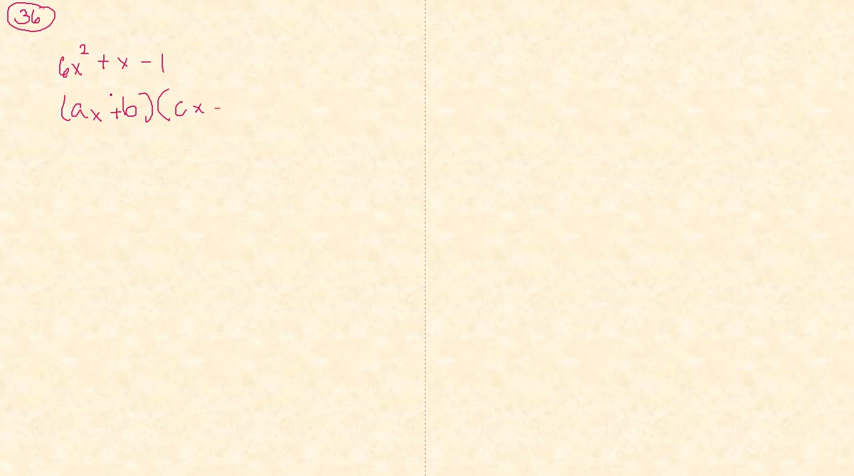 36
6x² + x - 1
(ax + b)(cx -